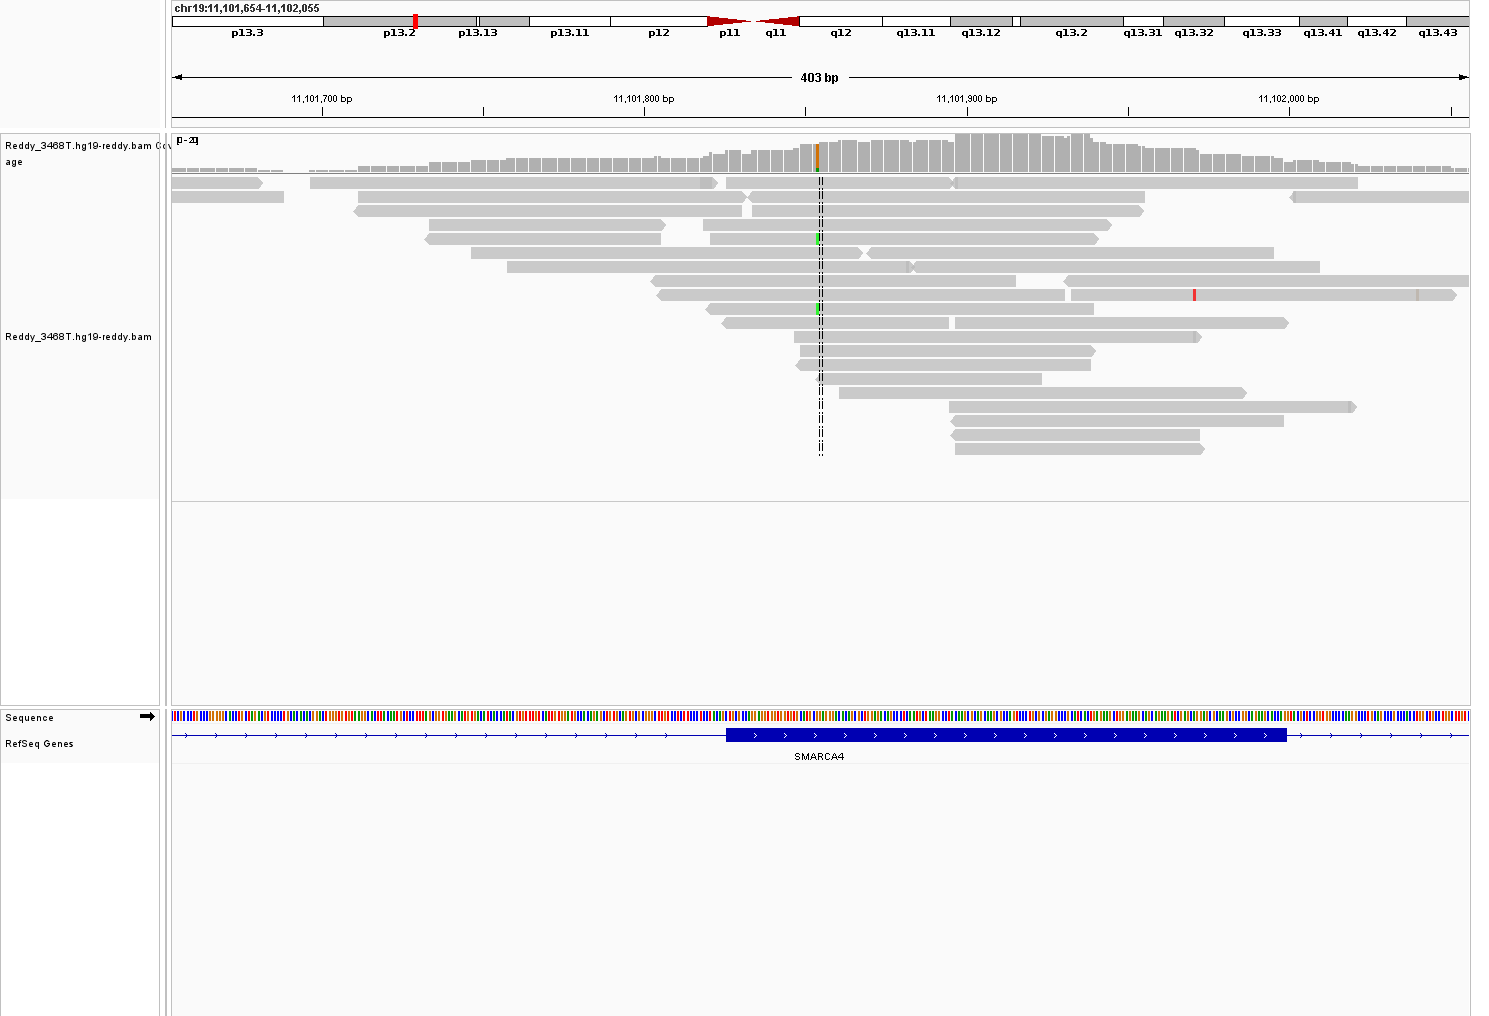 chr19:11,101,654-11,102,055
p13.3 p13.2 p13.13 p13.11 p12 p11 q11 q12 q13.11 q13.12 q13.2 q13.31 q13.32 q13.33 q13.41 q13.42 q13.43
403 bp
11,101,700 bp 11,101,800 bp 11,101,900 bp 11,102,000 bp
[0 - 20]
Reddy_3468T.hg19-reddy.bam Cov
age
Reddy_3468T.hg19-reddy.bam
Sequence
RefSeq Genes
SMARCA4